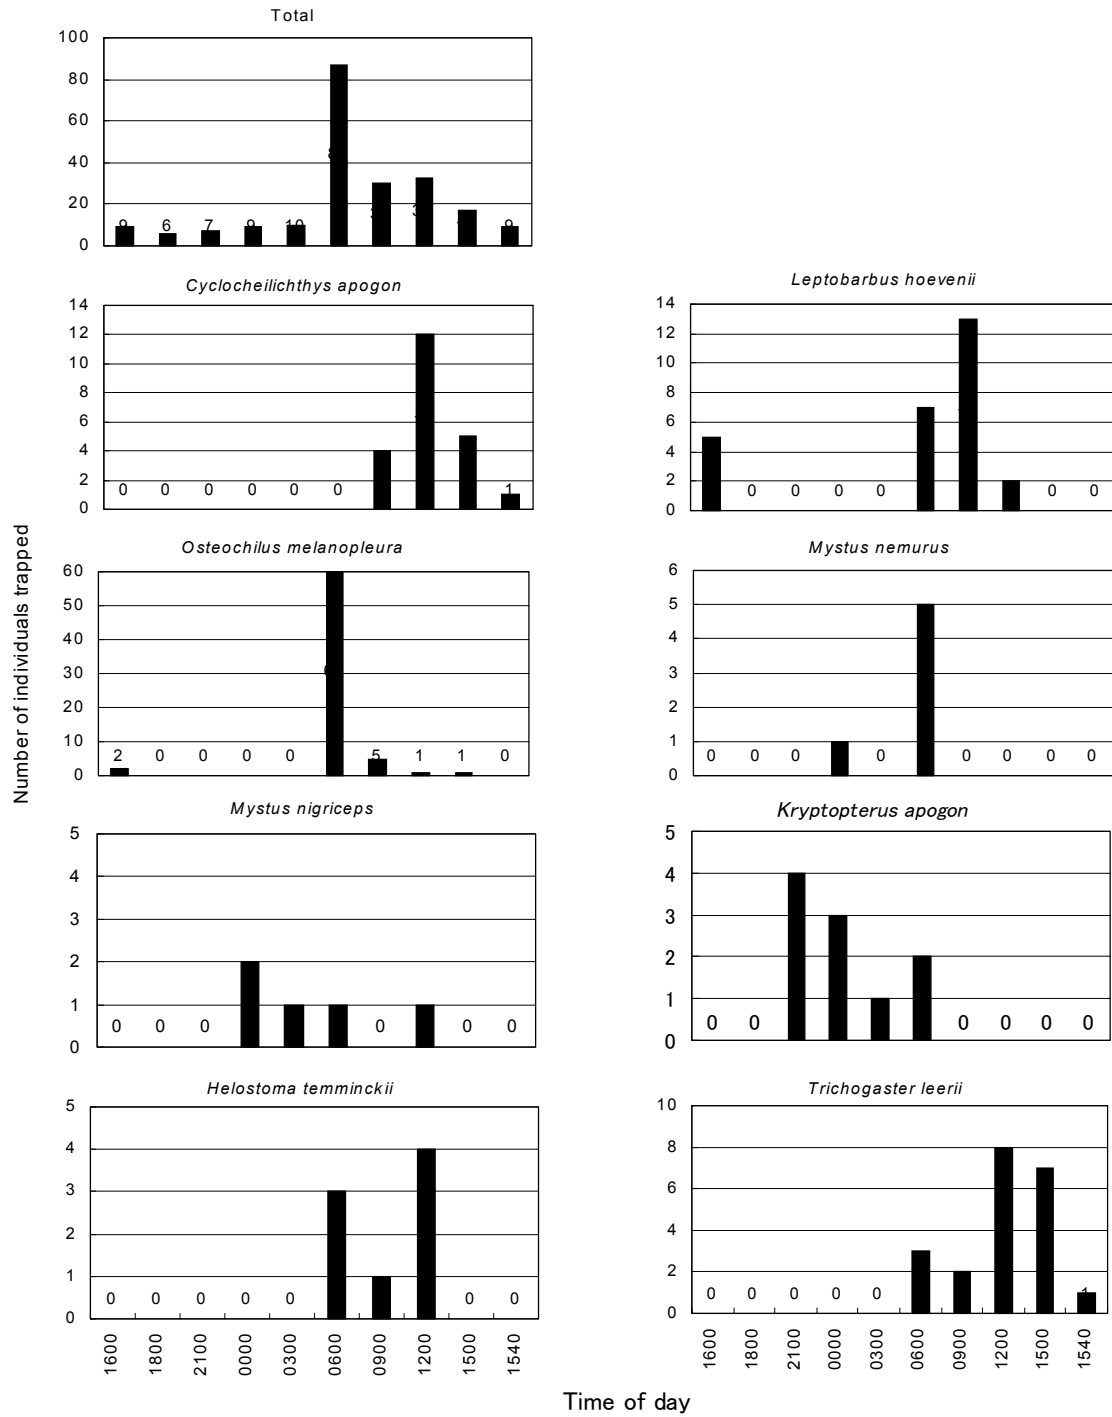 Total
100
80
60
40
20
0
9 6 7 9 10 9
Cyclocheilichthys apogon
14
12
10
8
6
4
2
0
0 0 0 0 0 0 1
Leptobarbus hoevenii
14
12
10
8
6
4
2
0
0 0 0 0 0 0
Osteochilus melanopleura
60
50
40
30
20
10
0
2 0 0 0 0 5 1 1 0
Mystus nemurus
6
5
4
3
2
1
0
0 0 0 0 0 0 0 0
Mystus nigriceps
5
4
3
2
1
0
0 0 0 0 0 0
Kryptopterus apogon
5
4
3
2
1
0
0 0 0 0 0 0
Helostoma temminckii
5
4
3
2
1
0
0 0 0 0 0 0 0
1600 1800 2100 0000 0300 0600 0900 1200 1500 1540
Trichogaster leerii
10
8
6
4
2
0
0 0 0 0 0 1
1600 1800 2100 0000 0300 0600 0900 1200 1500 1540
Number of individuals trapped
Time of day